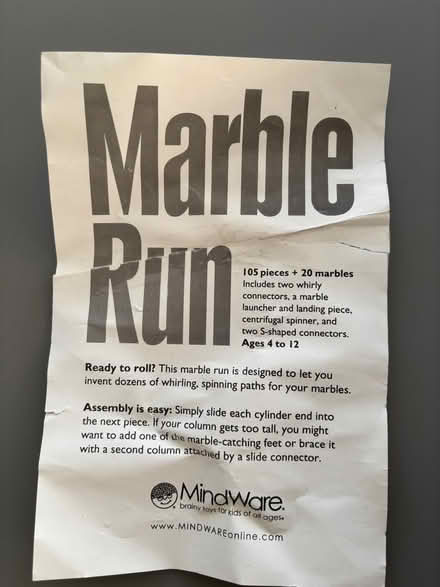 Marble
Run
105 pieces + 20 marbles
Includes two whirly
connectors, a marble
launcher and landing piece,
centrifugal spinner, and
two S-shaped connectors.
Ages 4 to 12
Ready to roll? This marble run is designed to let you
invent dozens of whirling, spinning paths for your marbles.
Assembly is easy: Simply slide each cylinder end into
the next piece. If your column gets too tall, you might
want to add one of the marble-catching feet or brace it
with a second column attached by a slide connector.
MindWare®
brainy toys for kids of all ages®
www.MINDWAREonline.com